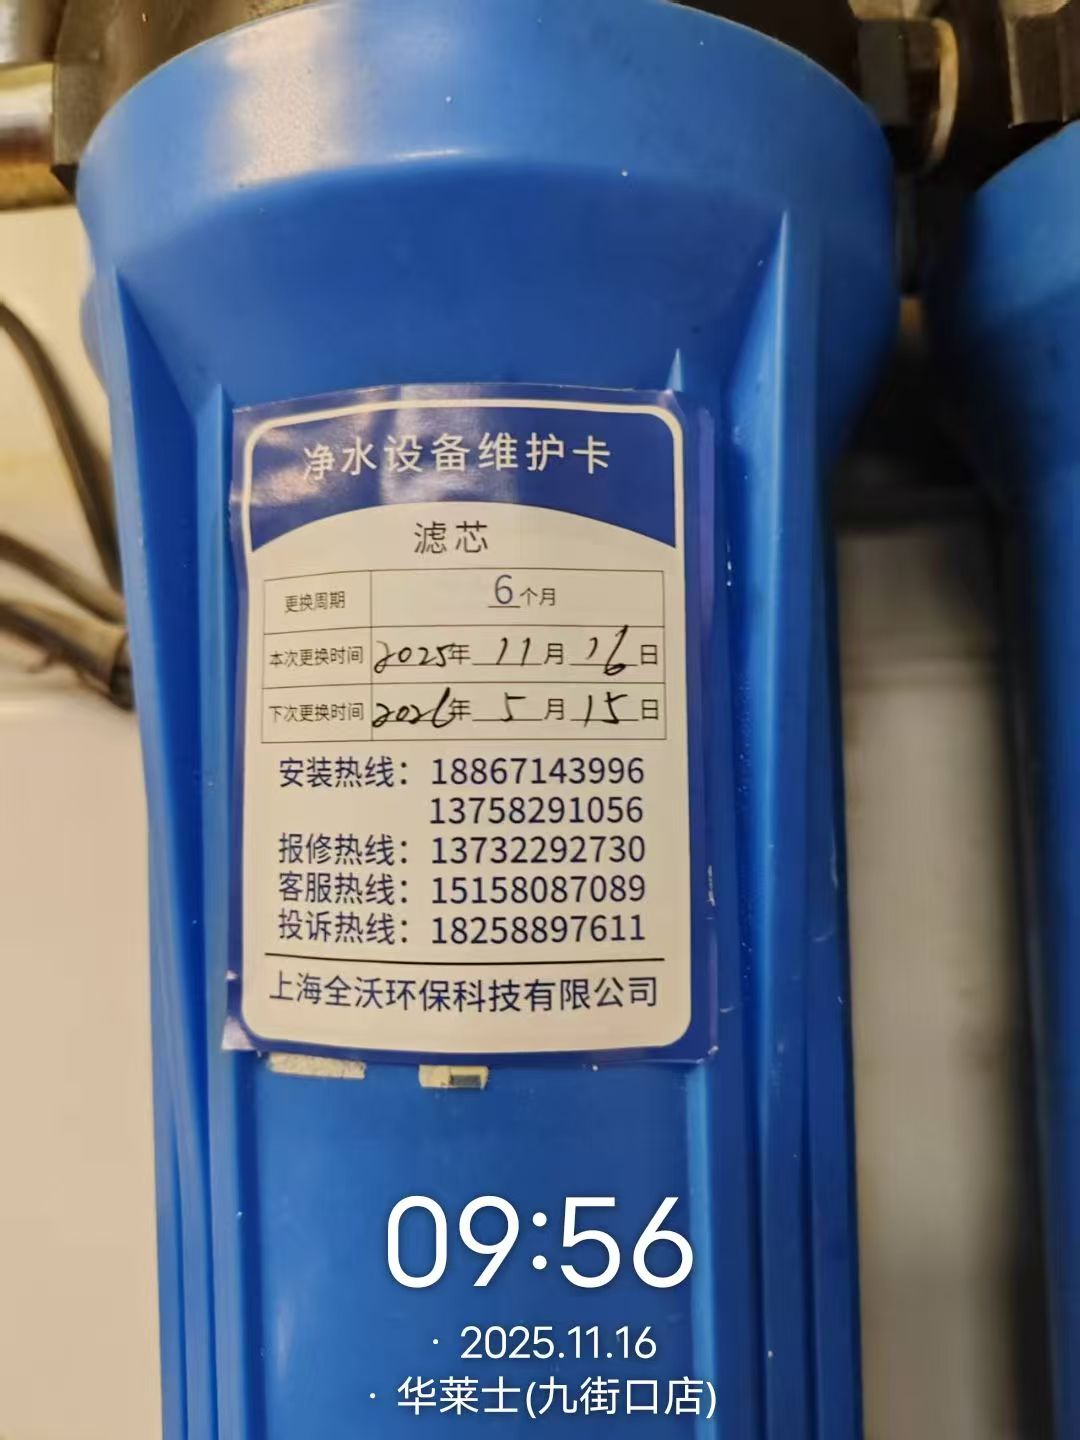 净水设备维护卡
滤芯
更换周期 6个月
本次更换时间 2025年 11月 16日
下次更换时间 2026年 5月 15日
安装热线：18867143996
13758291056
报修热线：13732292730
客服热线：15158087089
投诉热线：18258897611
上海全沃环保科技有限公司
09:56
· 2025.11.16
· 华莱士(九街口店)